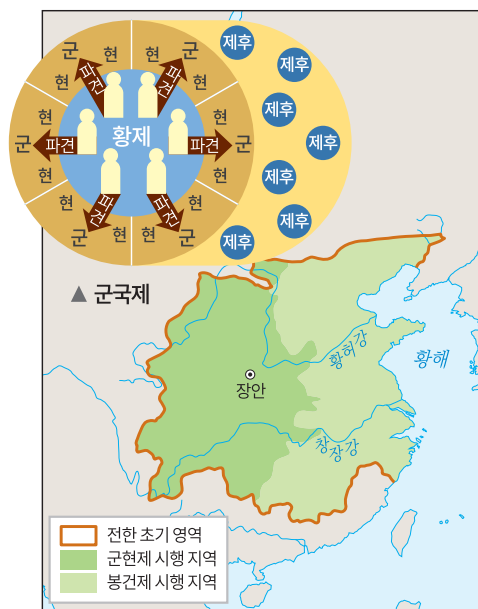 군 현 현 군
파견 파견
현 현
군 파견 황제 파견 군
현 현
파견 파견
현 현
군 현 현 군
제후
제후
제후
제후
제후
제후
제후
▲ 군국제
황허강
황해
장안
창장강
전한 초기 영역
군현제 시행 지역
봉건제 시행 지역